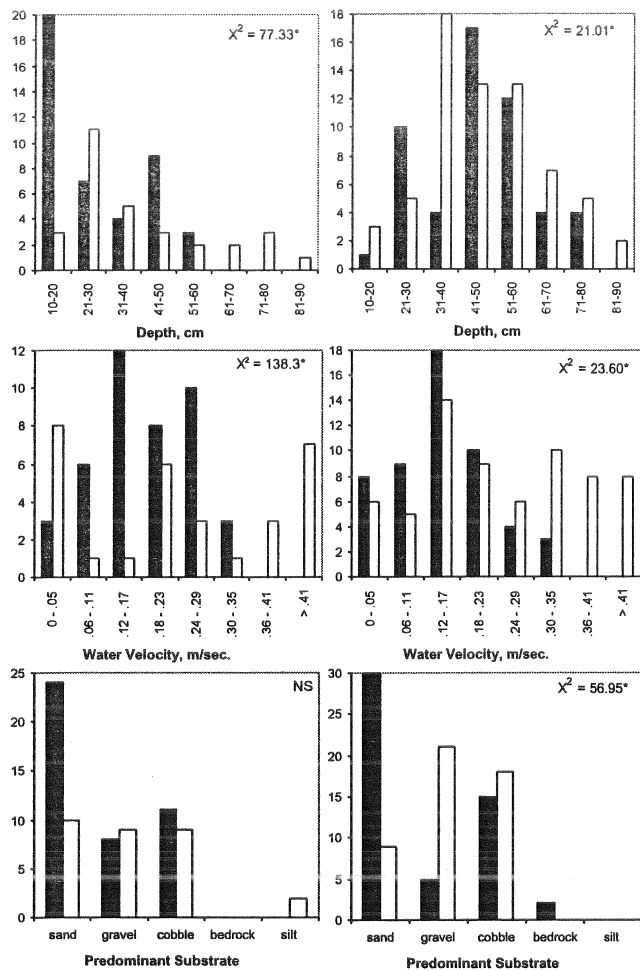 X² = 77.33*
20
18
16
14
12
10
8
6
4
2
0
10-20
21-30
31-40
41-50
51-60
61-70
71-80
81-90
Depth, cm
X² = 21.01*
18
16
14
12
10
8
6
4
2
0
10-20
21-30
31-40
41-50
51-60
61-70
71-80
81-90
Depth, cm
X² = 138.3*
12
10
8
6
4
2
0
0 - .05
.06 - .11
.12 - .17
.18 - .23
.24 - .29
.30 - .35
.36 - .41
> .41
Water Velocity, m/sec.
X² = 23.60*
18
16
14
12
10
8
6
4
2
0
0 - .05
.06 - .11
.12 - .17
.18 - .23
.24 - .29
.30 - .35
.36 - .41
> .41
Water Velocity, m/sec.
NS
25
20
15
10
5
0
sand gravel cobble bedrock silt
Predominant Substrate
X² = 56.95*
30
25
20
15
10
5
0
sand gravel cobble bedrock silt
Predominant Substrate